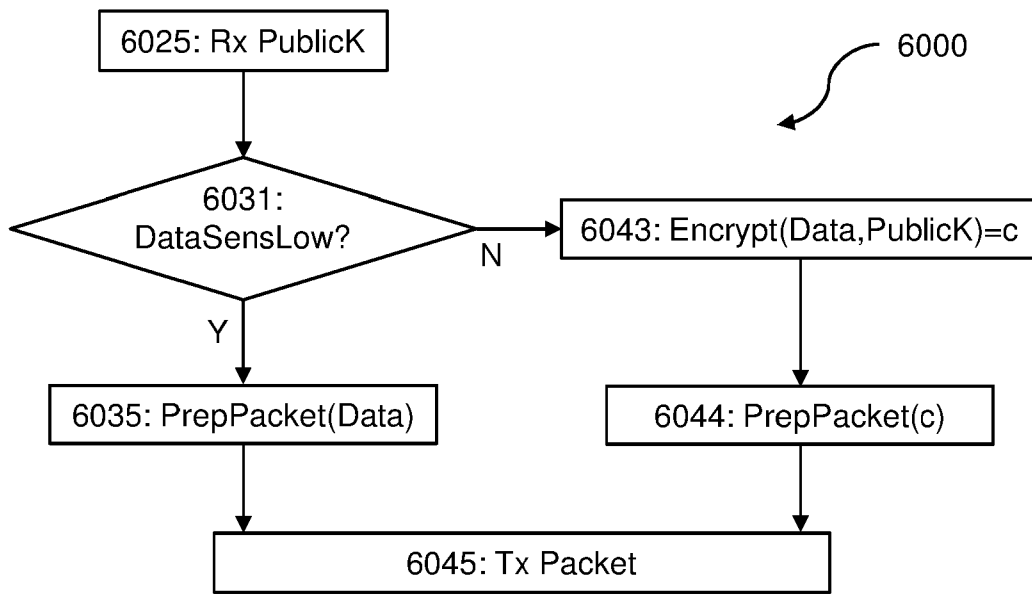 6025: Rx PublicK
6000
6031:
DataSensLow?
6043: Encrypt(Data,PublicK)=c
N
Y
6035: PrepPacket(Data)
6044: PrepPacket(c)
6045: Tx Packet